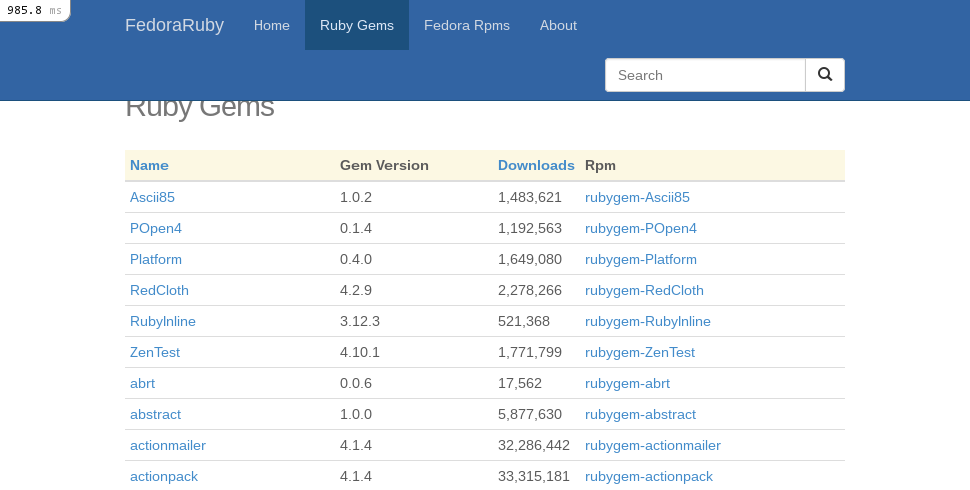 985.8 ms
FedoraRuby Home Ruby Gems Fedora Rpms About
Search
Ruby Gems
Name Gem Version Downloads Rpm
Ascii85 1.0.2 1,483,621 rubygem-Ascii85
POpen4 0.1.4 1,192,563 rubygem-POpen4
Platform 0.4.0 1,649,080 rubygem-Platform
RedCloth 4.2.9 2,278,266 rubygem-RedCloth
RubyInline 3.12.3 521,368 rubygem-RubyInline
ZenTest 4.10.1 1,771,799 rubygem-ZenTest
abrt 0.0.6 17,562 rubygem-abrt
abstract 1.0.0 5,877,630 rubygem-abstract
actionmailer 4.1.4 32,286,442 rubygem-actionmailer
actionpack 4.1.4 33,315,181 rubygem-actionpack